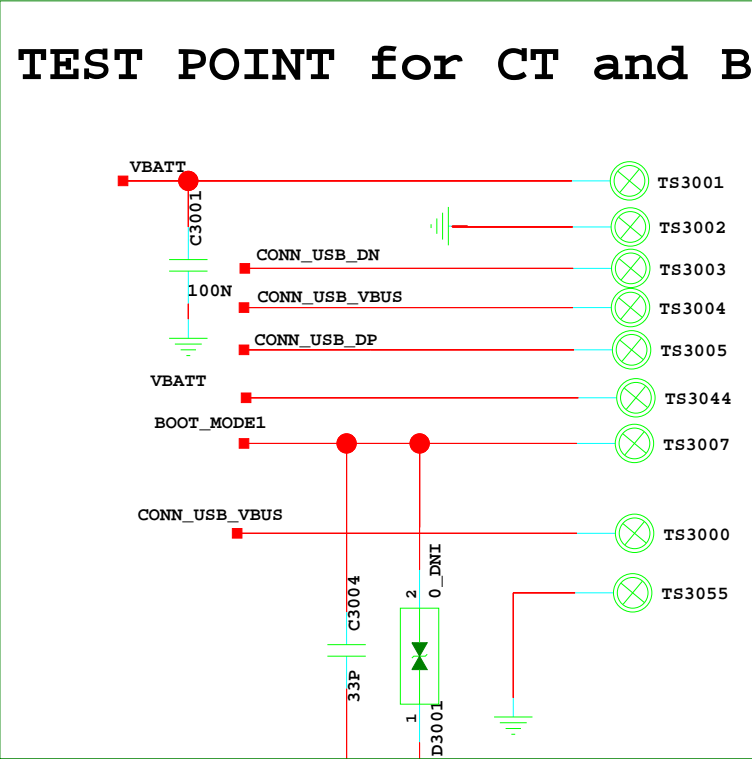 TEST POINT for CT and B
VBATT
TS3001
C3001
TS3002
CONN_USB_DN
TS3003
100N
CONN_USB_VBUS
TS3004
CONN_USB_DP
TS3005
VBATT
TS3044
BOOT_MODE1
TS3007
CONN_USB_VBUS
TS3000
0_DNI
2
TS3055
C3004
33P
1
D3001